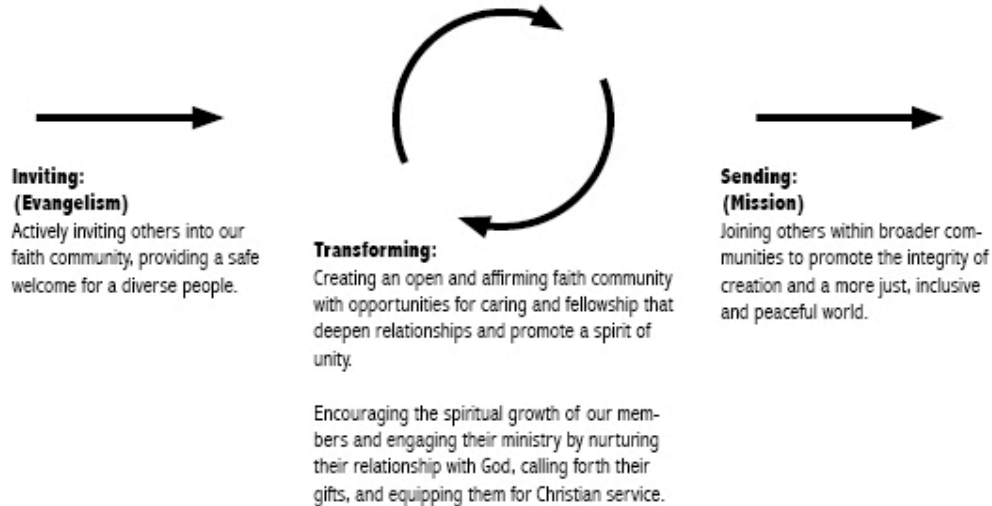 Inviting:
(Evangelism)
Actively inviting others into our
faith community, providing a safe
welcome for a diverse people.
Transforming:
Creating an open and affirming faith community
with opportunities for caring and fellowship that
deepen relationships and promote a spirit of
unity.
Encouraging the spiritual growth of our mem-
bers and engaging their ministry by nurturing
their relationship with God, calling forth their
gifts, and equipping them for Christian service.
Sending:
(Mission)
Joining others within broader com-
munities to promote the integrity of
creation and a more just, inclusive
and peaceful world.